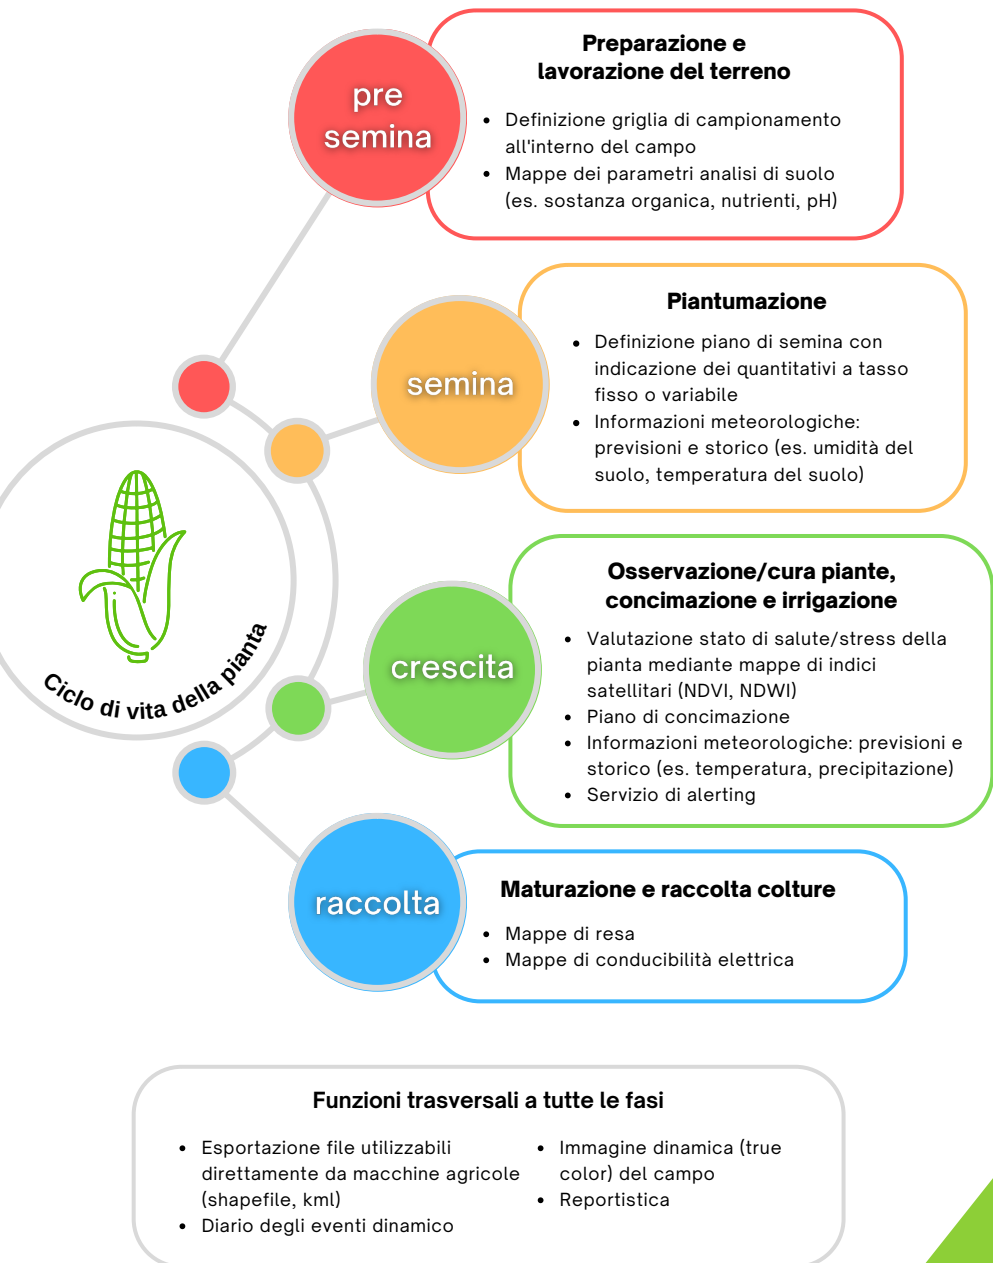 pre
semina
Preparazione e
lavorazione del terreno
Definizione griglia di campionamento
all'interno del campo
Mappe dei parametri analisi di suolo
(es. sostanza organica, nutrienti, pH)
semina
Piantumazione
Definizione piano di semina con
indicazione dei quantitativi a tasso
fisso o variabile
Informazioni meteorologiche:
previsioni e storico (es. umidità del
suolo, temperatura del suolo)
Ciclo di vita della pianta
crescita
Osservazione/cura piante,
concimazione e irrigazione
Valutazione stato di salute/stress della
pianta mediante mappe di indici
satellitari (NDVI, NDWI)
Piano di concimazione
Informazioni meteorologiche: previsioni e
storico (es. temperatura, precipitazione)
Servizio di alerting
raccolta
Maturazione e raccolta colture
Mappe di resa
Mappe di conducibilità elettrica
Funzioni trasversali a tutte le fasi
Esportazione file utilizzabili
direttamente da macchine agricole
(shapefile, kml)
Diario degli eventi dinamico
Immagine dinamica (true
color) del campo
Reportistica